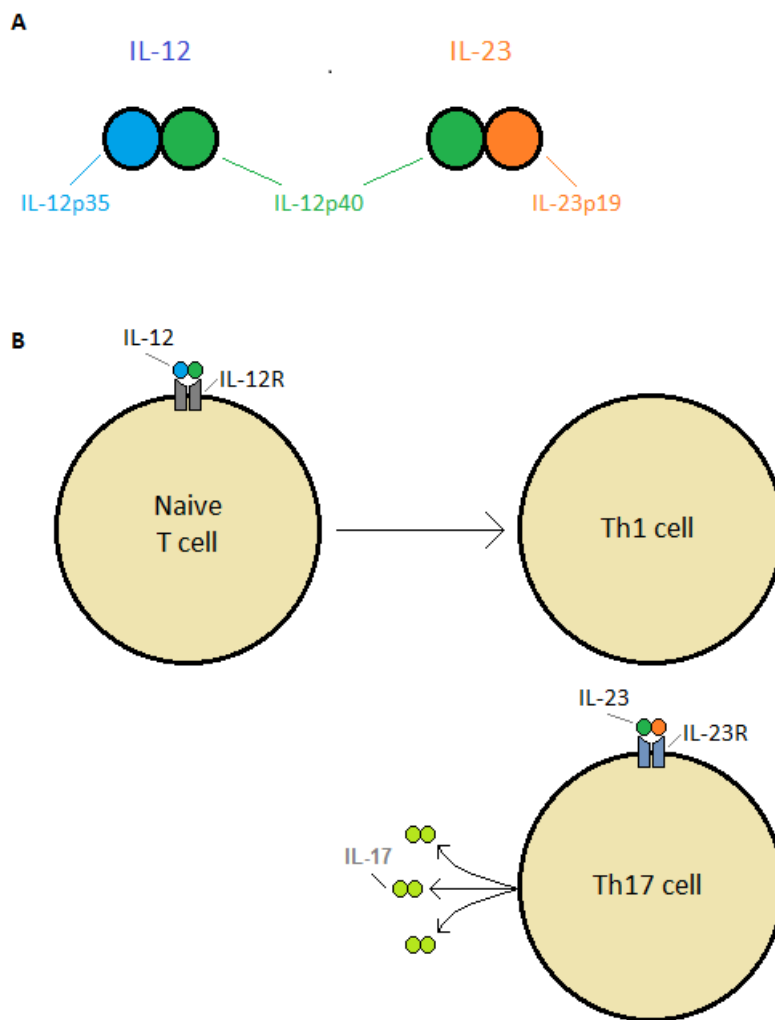 A
IL-12
IL-23
IL-12p35
IL-12p40
IL-23p19
B
IL-12
IL-12R
Naive
T cell
Th1 cell
IL-23
IL-23R
IL-17
Th17 cell